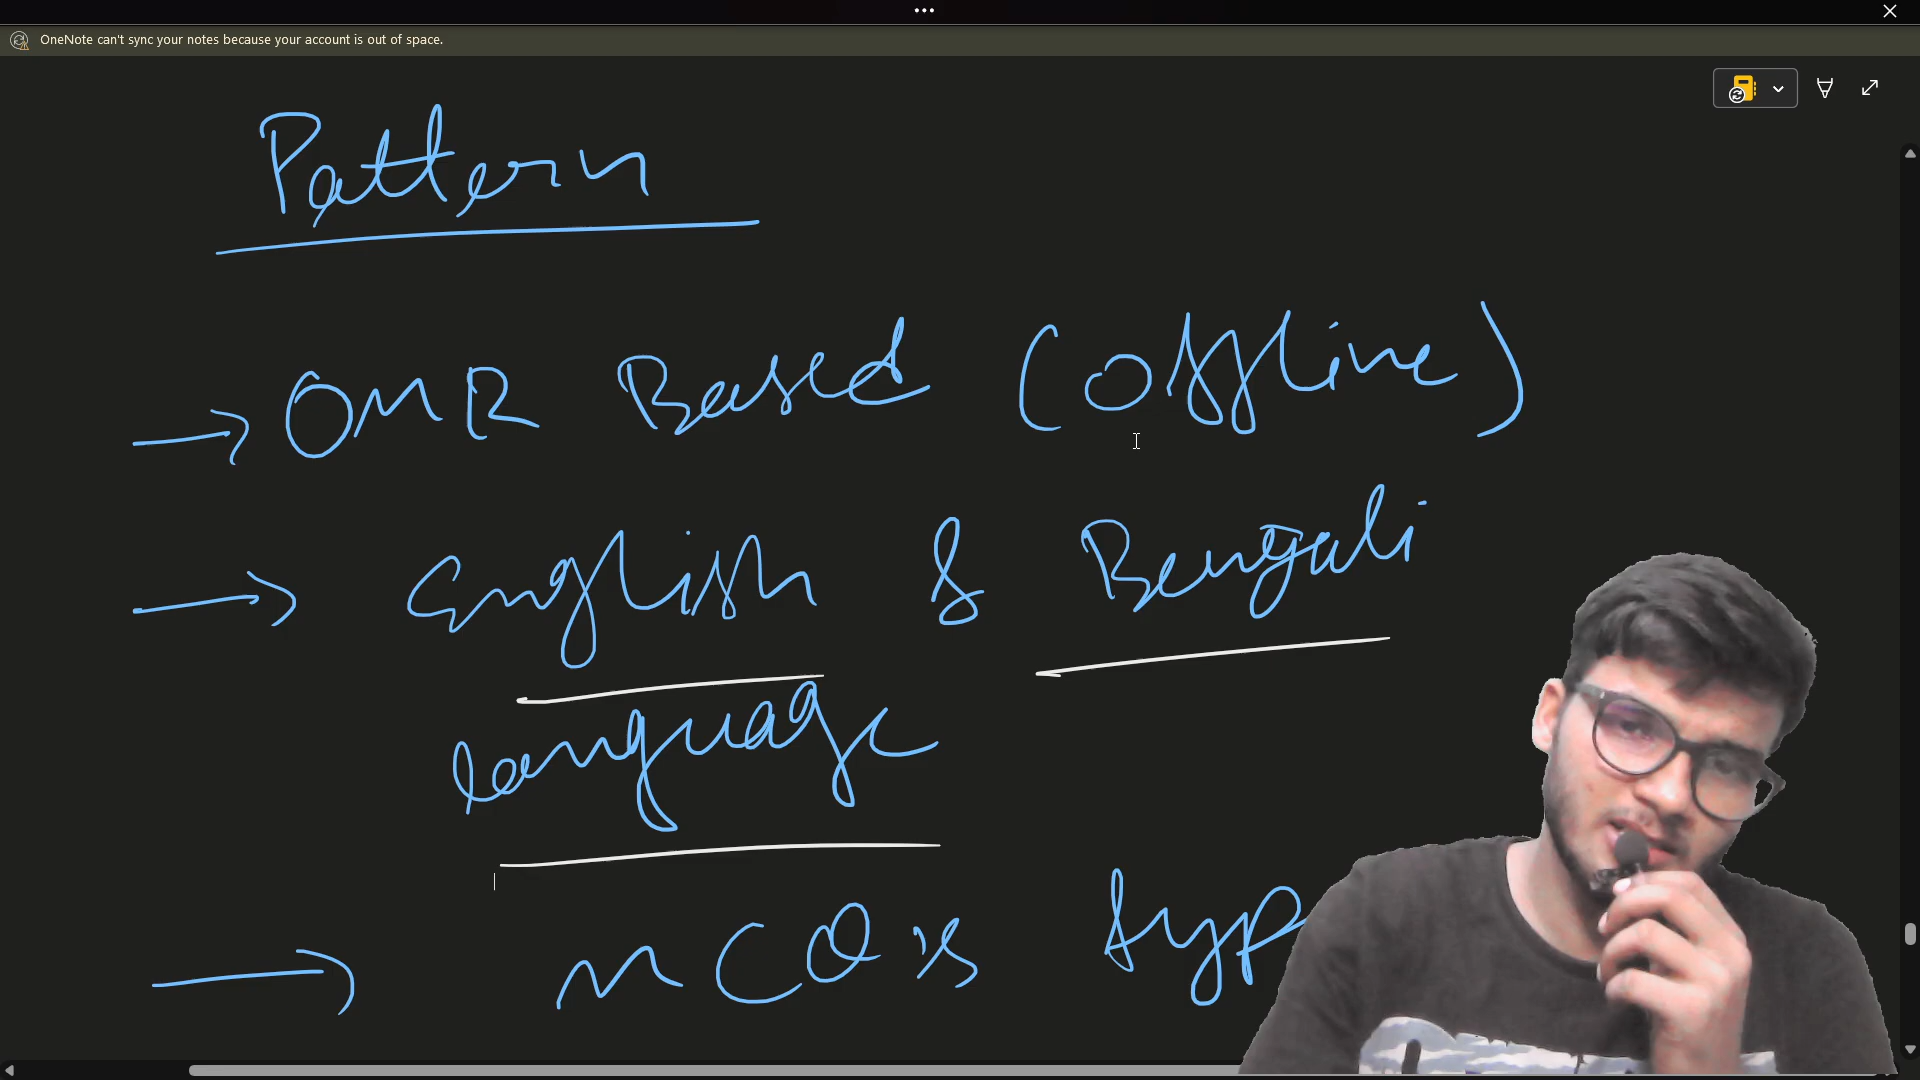 OneNote can't sync your notes because your account is out of space.
Pattern
→ OMR Based (Offline)
→ English & Bengali
language
→ MCQ's